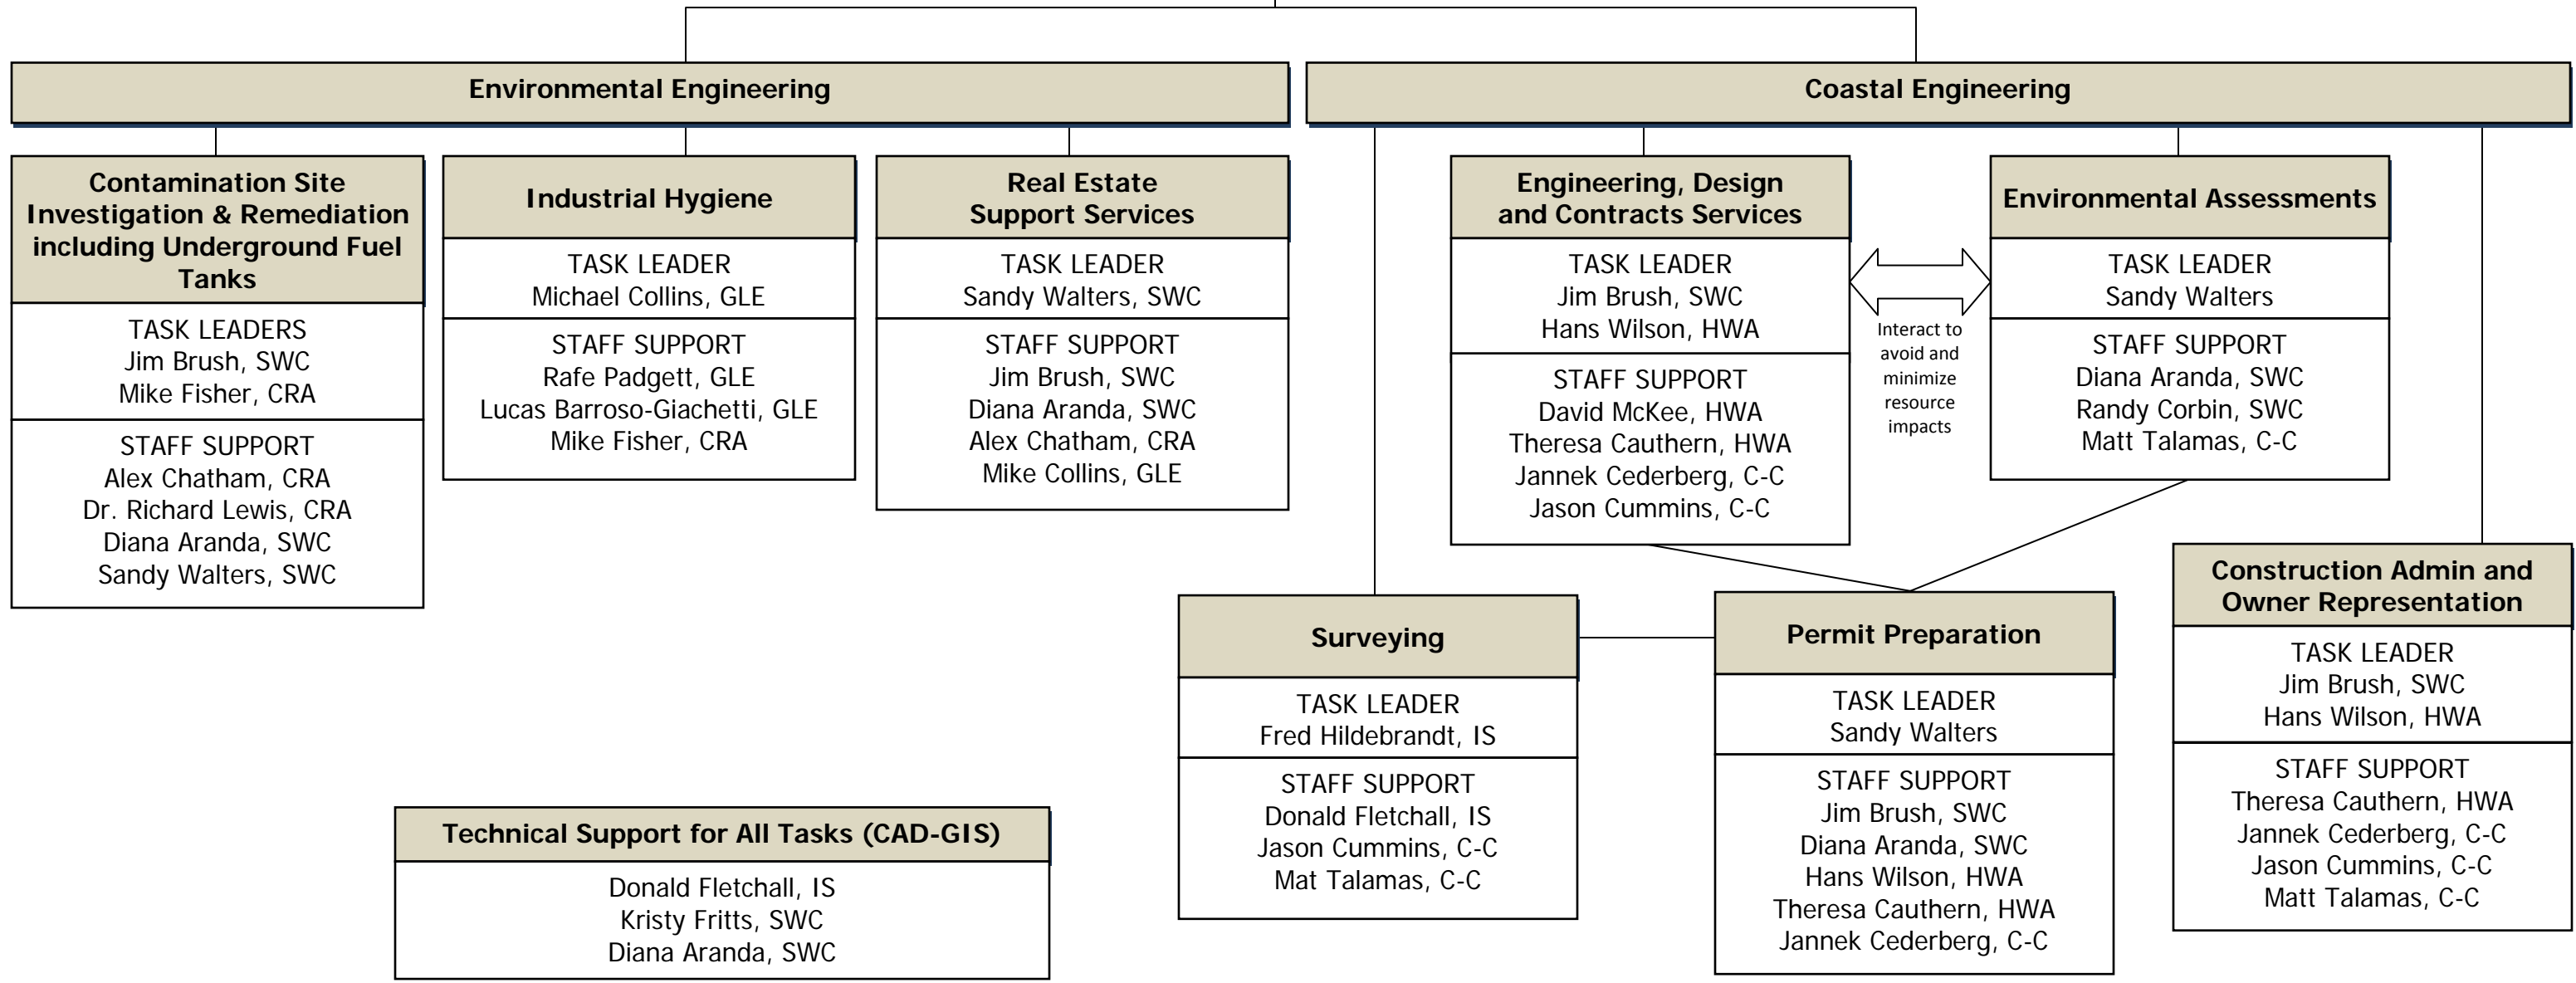 Environmental Engineering
Coastal Engineering
Contamination Site
Investigation & Remediation
including Underground Fuel
Tanks
TASK LEADERS
Jim Brush, SWC
Mike Fisher, CRA
STAFF SUPPORT
Alex Chatham, CRA
Dr. Richard Lewis, CRA
Diana Aranda, SWC
Sandy Walters, SWC
Industrial Hygiene
TASK LEADER
Michael Collins, GLE
STAFF SUPPORT
Rafe Padgett, GLE
Lucas Barroso-Giachetti, GLE
Mike Fisher, CRA
Real Estate
Support Services
TASK LEADER
Sandy Walters, SWC
STAFF SUPPORT
Jim Brush, SWC
Diana Aranda, SWC
Alex Chatham, CRA
Mike Collins, GLE
Engineering, Design
and Contracts Services
TASK LEADER
Jim Brush, SWC
Hans Wilson, HWA
STAFF SUPPORT
David McKee, HWA
Theresa Cauthern, HWA
Jannek Cederberg, C-C
Jason Cummins, C-C
Interact to
avoid and
minimize
resource
impacts
Environmental Assessments
TASK LEADER
Sandy Walters
STAFF SUPPORT
Diana Aranda, SWC
Randy Corbin, SWC
Matt Talamas, C-C
Surveying
TASK LEADER
Fred Hildebrandt, IS
STAFF SUPPORT
Donald Fletchall, IS
Jason Cummins, C-C
Mat Talamas, C-C
Permit Preparation
TASK LEADER
Sandy Walters
STAFF SUPPORT
Jim Brush, SWC
Diana Aranda, SWC
Hans Wilson, HWA
Theresa Cauthern, HWA
Jannek Cederberg, C-C
Construction Admin and
Owner Representation
TASK LEADER
Jim Brush, SWC
Hans Wilson, HWA
STAFF SUPPORT
Theresa Cauthern, HWA
Jannek Cederberg, C-C
Jason Cummins, C-C
Matt Talamas, C-C
Technical Support for All Tasks (CAD-GIS)
Donald Fletchall, IS
Kristy Fritts, SWC
Diana Aranda, SWC